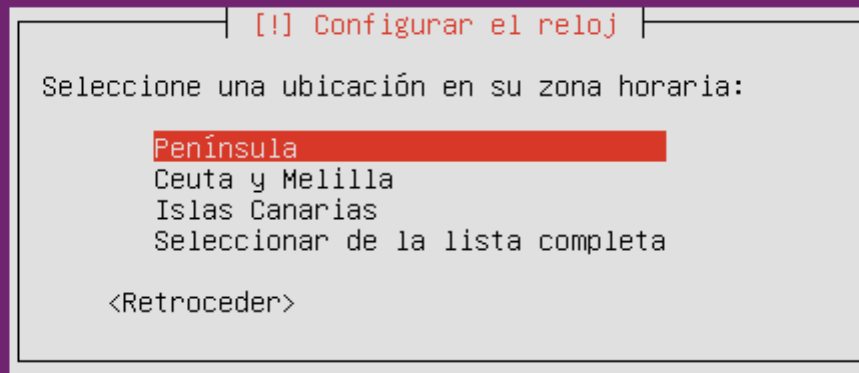 [!] Configurar el reloj
Seleccione una ubicación en su zona horaria:
Península
Ceuta y Melilla
Islas Canarias
Seleccionar de la lista completa
<Retroceder>